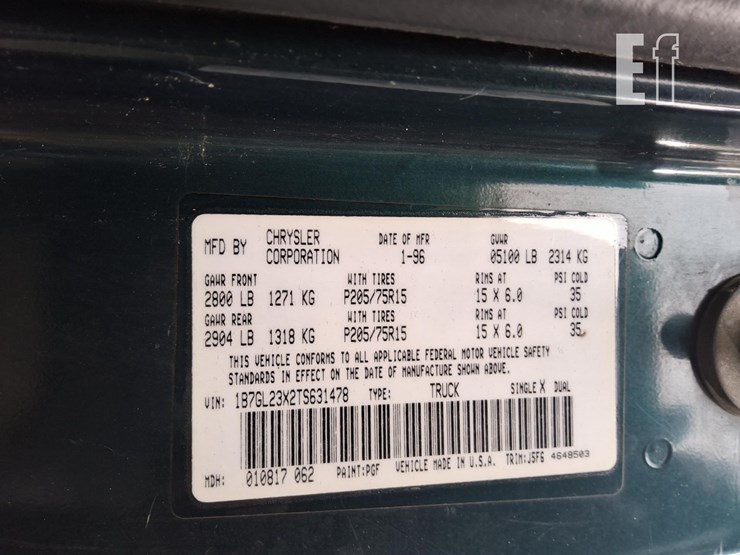 Ef
MFD BY CHRYSLER CORPORATION DATE OF MFR 1-96 GVWR 05100 LB 2314 KG
GAWR FRONT WITH TIRES RIMS AT PSI COLD
2800 LB 1271 KG P205/75R15 15 X 6.0 35
GAWR REAR WITH TIRES RIMS AT PSI COLD
2904 LB 1318 KG P205/75R15 15 X 6.0 35
THIS VEHICLE CONFORMS TO ALL APPLICABLE FEDERAL MOTOR VEHICLE SAFETY
STANDARDS IN EFFECT ON THE DATE OF MANUFACTURE SHOWN ABOVE.
VIN: 1B7GL23X2TS631478 TYPE: TRUCK SINGLE X DUAL
MDH: 010817 062 PAINT:PGF VEHICLE MADE IN U.S.A. TRIM:J5F6 4648503